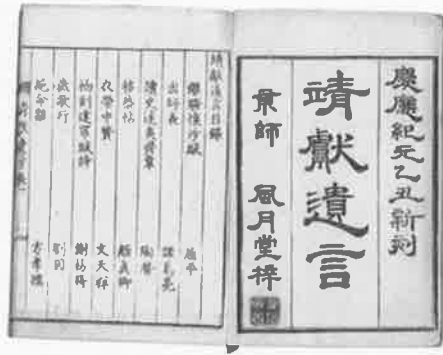 慶應紀元乙丑新刻
靖獻遺言
京師 風月堂梓
靖獻遺言目錄
離騷懷沙賦 屈平
出師表 諸葛亮
讀史述夷齊章 陶潛
移蔡帖 顏真卿
衣帶中贊 文天祥
初到建寧賦詩 謝枋得
燕歌行 劉因
絶命辭 方孝孺